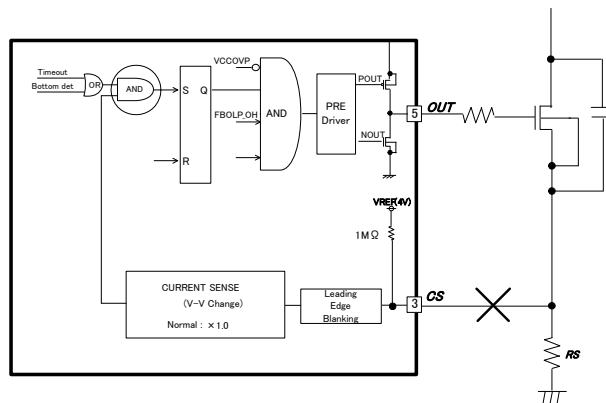 Timeout
Bottom det
OR
AND
S Q
R
VCCOVP
FBOLP_OH
AND
PRE
Driver
POUT
NOUT
5 OUT
VREF(4V)
1MΩ
CURRENT SENSE
(V-V Change)
Normal : ×1.0
Leading
Edge
Blanking
3 CS
RS